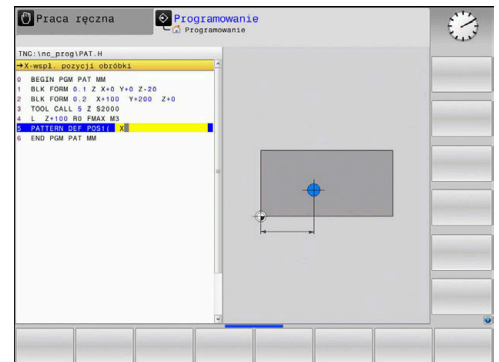 Praca ręczna
Programowanie
Programowanie
TNC:\nc_prog\PAT.H
→X-wspł. pozycji obróbki
0 BEGIN PGM PAT MM
1 BLK FORM 0.1 Z X+0 Y+0 Z-20
2 BLK FORM 0.2 X+100 Y+200 Z+0
3 TOOL CALL 5 Z S2000
4 L Z+100 R0 FMAX M3
5 PATTERN DEF POS1( X
6 END PGM PAT MM